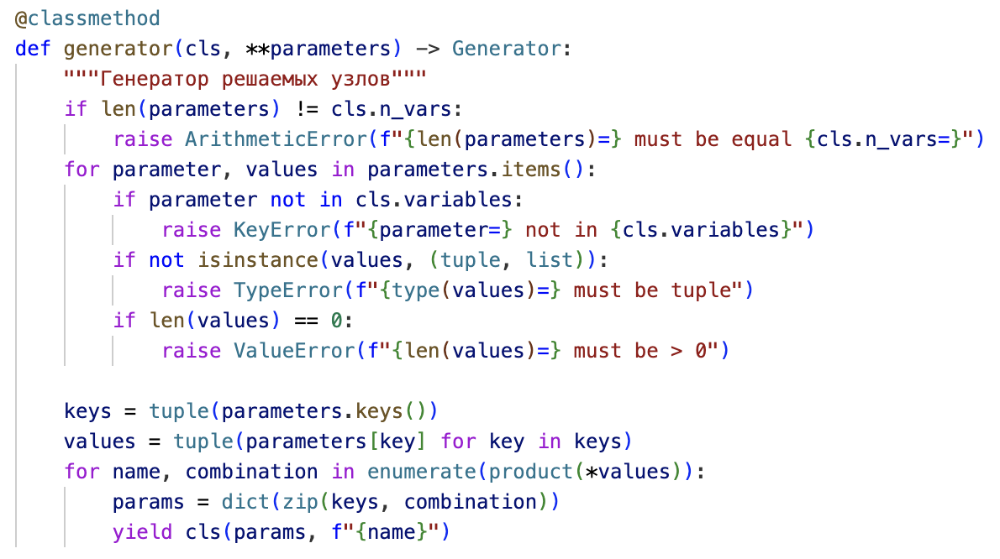 @classmethod
def generator(cls, **parameters) -> Generator:
    """Генератор решаемых узлов"""
    if len(parameters) != cls.n_vars:
        raise ArithmeticError(f"{len(parameters)=} must be equal {cls.n_vars=}")
    for parameter, values in parameters.items():
        if parameter not in cls.variables:
            raise KeyError(f"{parameter=} not in {cls.variables}")
        if not isinstance(values, (tuple, list)):
            raise TypeError(f"{type(values)=} must be tuple")
        if len(values) == 0:
            raise ValueError(f"{len(values)=} must be > 0")

    keys = tuple(parameters.keys())
    values = tuple(parameters[key] for key in keys)
    for name, combination in enumerate(product(*values)):
        params = dict(zip(keys, combination))
        yield cls(params, f"{name}")